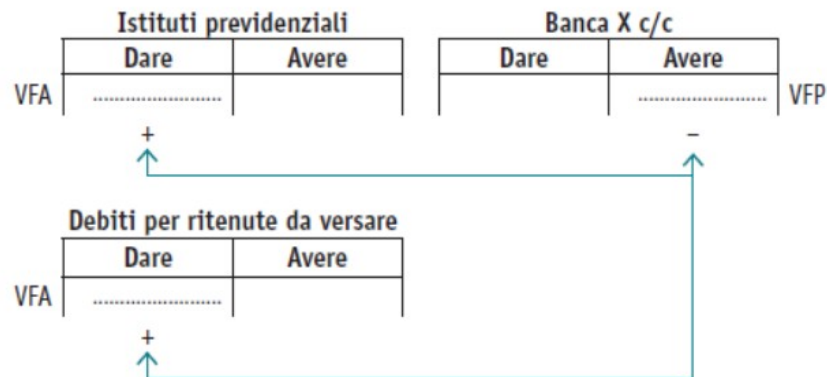 Istituti previdenziali Banca X c/c
Dare Avere Dare Avere
VFA ........................ ........................ VFP
+ –
Debiti per ritenute da versare
Dare Avere
VFA ........................
+